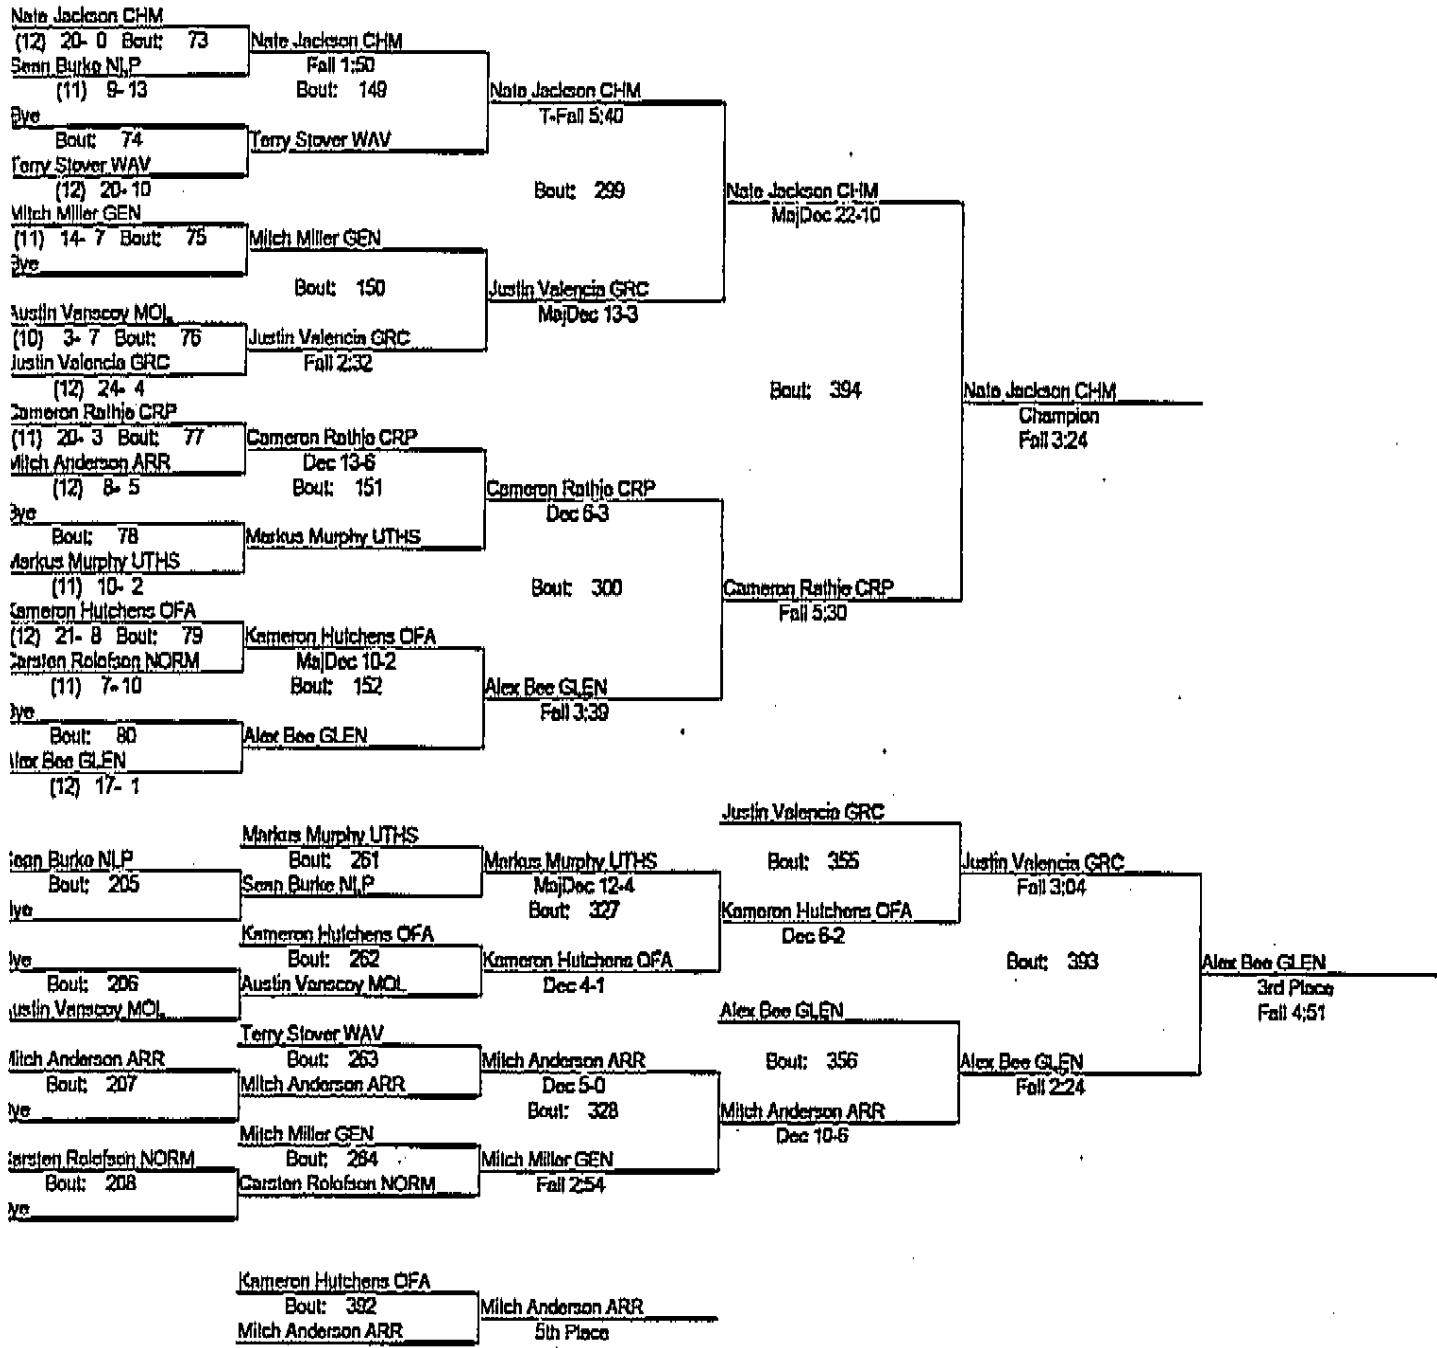 Nate Jackson CHM
(12) 20- 0 Bout: 73
Sean Burke NLP
(11) 9-13
Bye
Bout: 74
Terry Stover WAV
(12) 20-10
Mitch Miller GEN
(11) 14- 7 Bout: 75
Bye
Austin Vanscoy MOL
(10) 3- 7 Bout: 76
Justin Valencia GRC
(12) 24- 4
Cameron Rathje CRP
(11) 20- 3 Bout: 77
Mitch Anderson ARR
(12) 8- 5
Bye
Bout: 78
Markus Murphy UTHS
(11) 10- 2
Kameron Hutchens OFA
(12) 21- 8 Bout: 79
Carsten Rolofson NORM
(11) 7-10
Bye
Bout: 80
Alex Bee GLEN
(12) 17- 1
Nate Jackson CHM
Fall 1:50
Bout: 149
Terry Stover WAV
Mitch Miller GEN
Bout: 150
Justin Valencia GRC
Fall 2:32
Cameron Rathje CRP
Dec 13-6
Bout: 151
Markus Murphy UTHS
Kameron Hutchens OFA
MajDec 10-2
Bout: 152
Alex Bee GLEN
Nate Jackson CHM
T-Fall 5:40
Bout: 299
Justin Valencia GRC
MajDec 13-3
Cameron Rathje CRP
Dec 6-3
Bout: 300
Alex Bee GLEN
Fall 3:39
Nate Jackson CHM
MajDec 22-10
Bout: 394
Cameron Rathje CRP
Fall 5:30
Nate Jackson CHM
Champion
Fall 3:24
Sean Burke NLP
Bout: 205
Bye
Bye
Bout: 206
Austin Vanscoy MOL
Mitch Anderson ARR
Bout: 207
Bye
Carsten Rolofson NORM
Bout: 208
Bye
Markus Murphy UTHS
Bout: 261
Sean Burke NLP
Kameron Hutchens OFA
Bout: 262
Austin Vanscoy MOL
Terry Stover WAV
Bout: 263
Mitch Anderson ARR
Mitch Miller GEN
Bout: 264
Carsten Rolofson NORM
Markus Murphy UTHS
MajDec 12-4
Bout: 327
Kameron Hutchens OFA
Dec 4-1
Mitch Anderson ARR
Dec 5-0
Bout: 328
Mitch Miller GEN
Fall 2:54
Justin Valencia GRC
Bout: 355
Kameron Hutchens OFA
Dec 6-2
Alex Bee GLEN
Bout: 356
Mitch Anderson ARR
Dec 10-6
Justin Valencia GRC
Fall 3:04
Bout: 393
Alex Bee GLEN
Fall 2:24
Alex Bee GLEN
3rd Place
Fall 4:51
Kameron Hutchens OFA
Bout: 392
Mitch Anderson ARR
Mitch Anderson ARR
5th Place